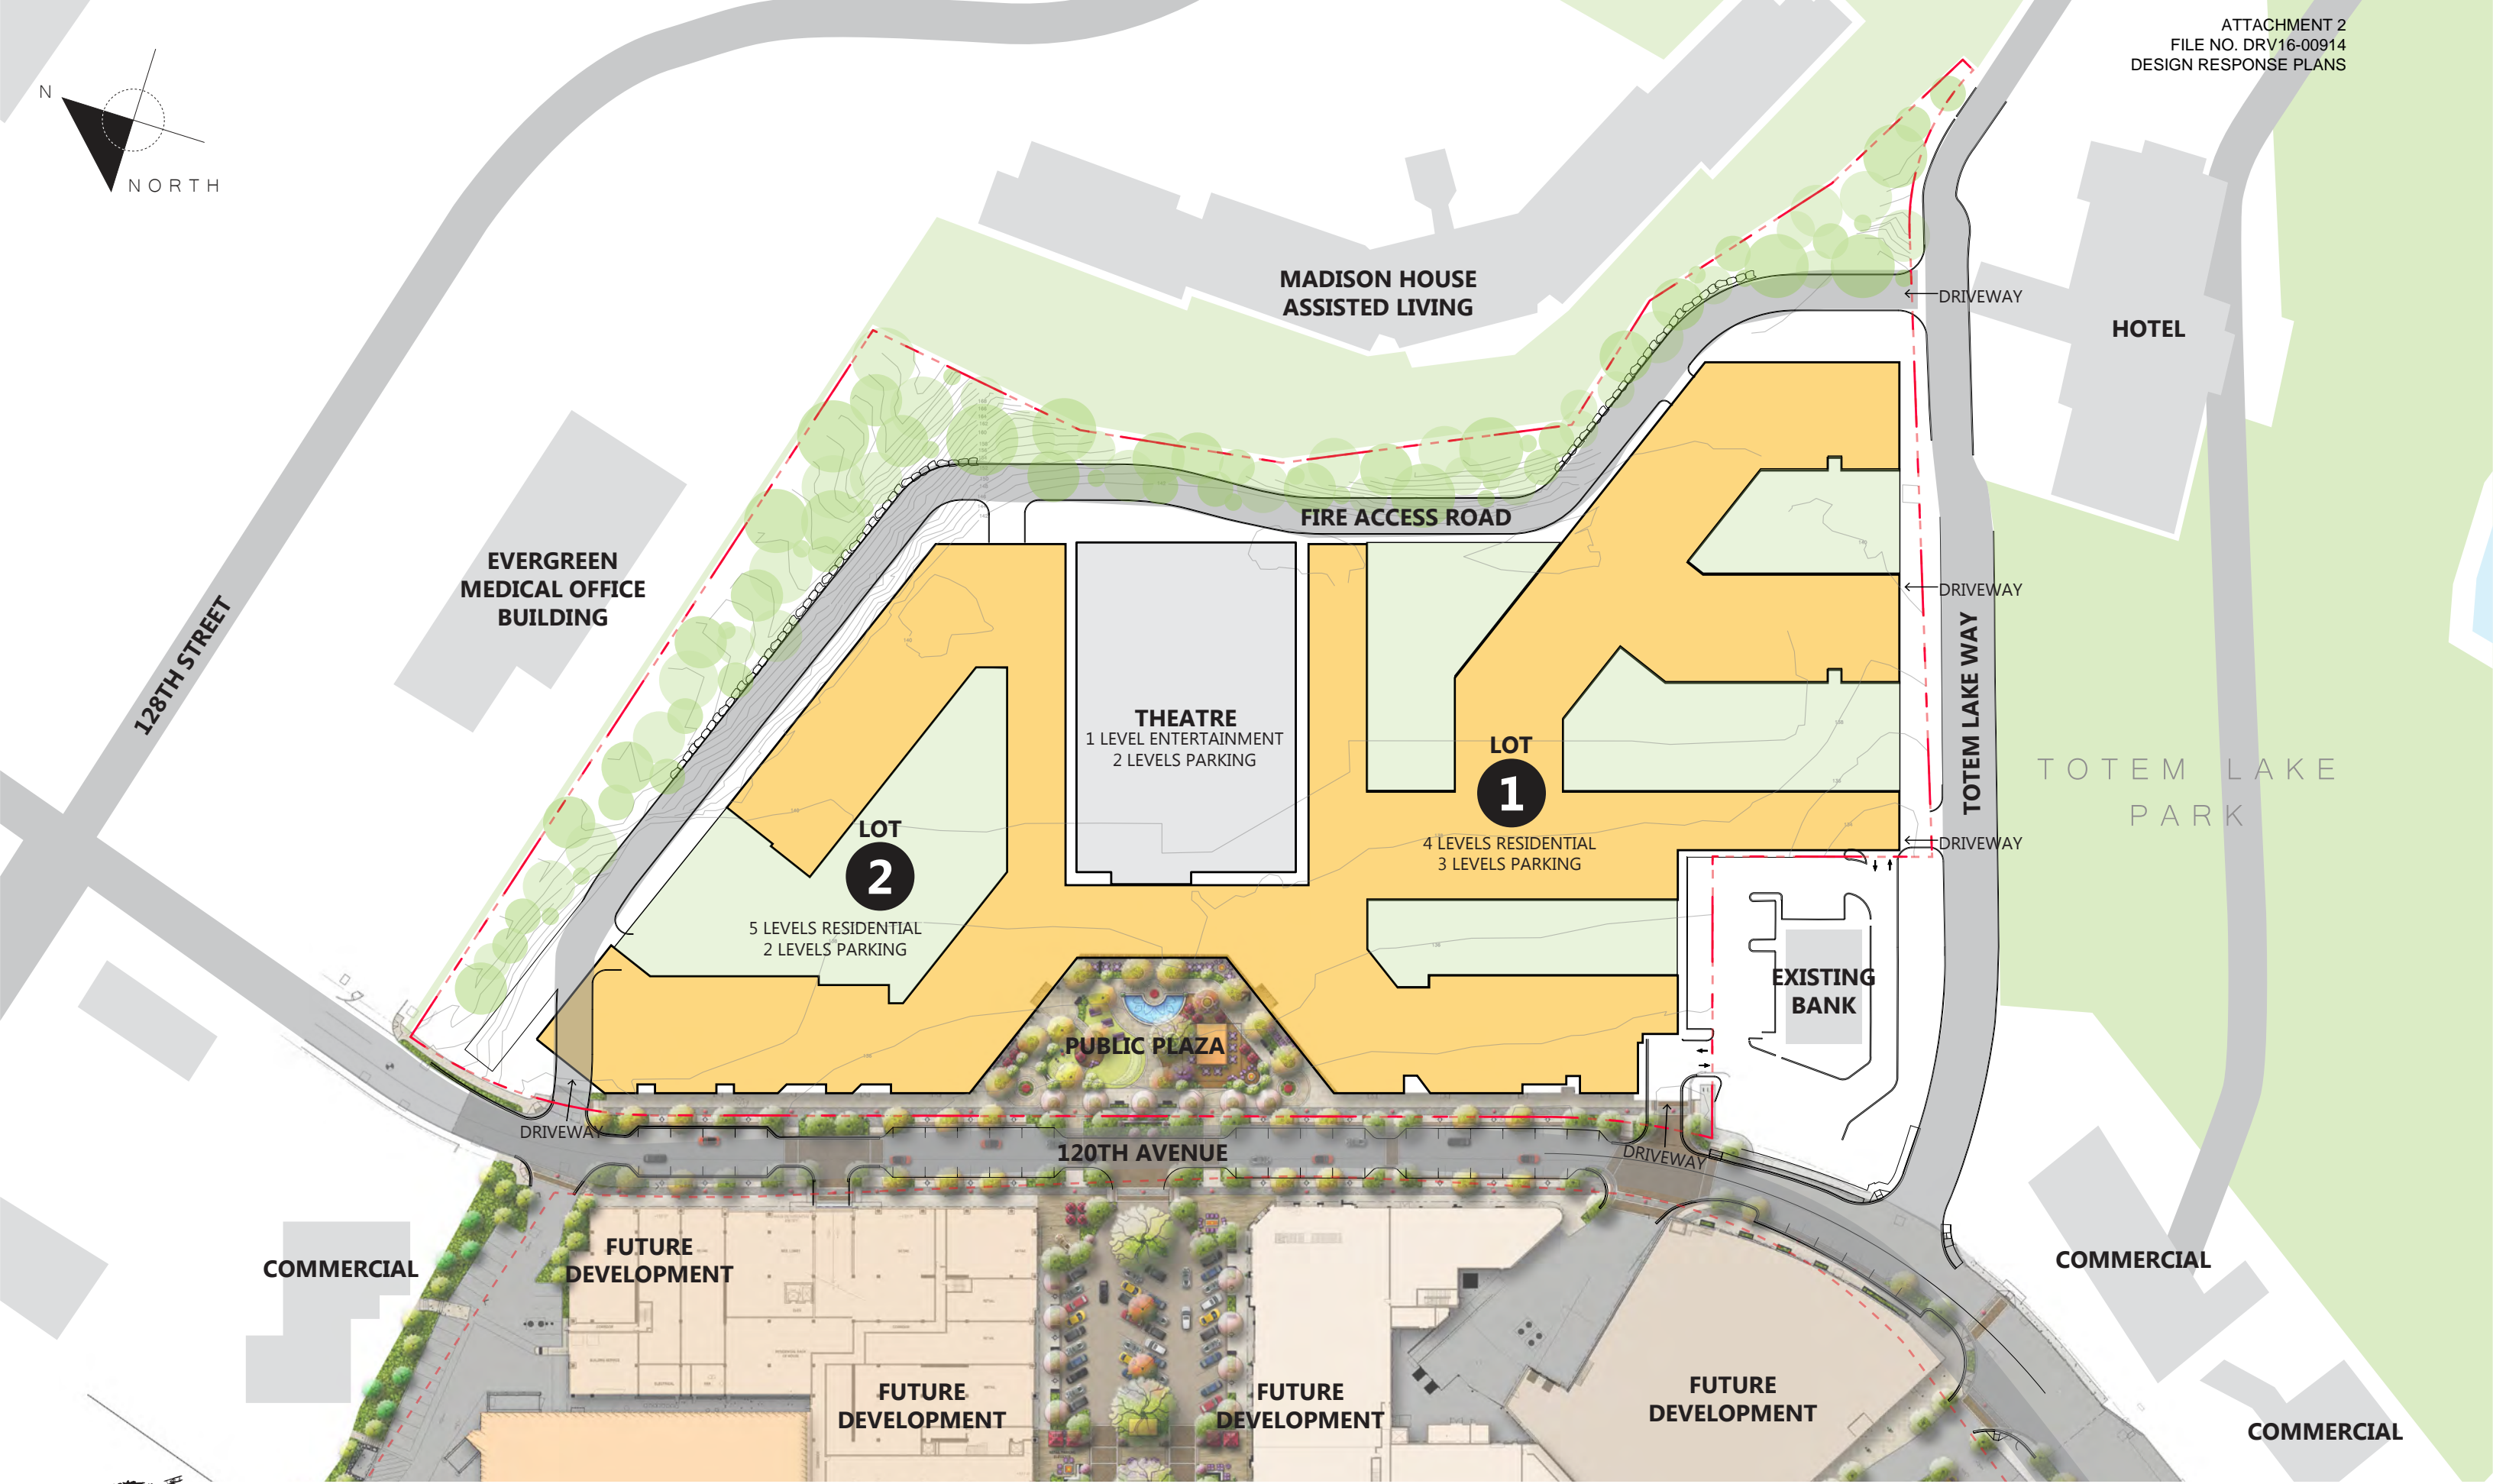 ATTACHMENT 2
FILE NO. DRV16-00914
DESIGN RESPONSE PLANS
N
NORTH
MADISON HOUSE
ASSISTED LIVING
DRIVEWAY
HOTEL
FIRE ACCESS ROAD
EVERGREEN
MEDICAL OFFICE
BUILDING
128TH STREET
DRIVEWAY
TOTEM LAKE WAY
THEATRE
1 LEVEL ENTERTAINMENT
2 LEVELS PARKING
LOT
1
4 LEVELS RESIDENTIAL
3 LEVELS PARKING
TOTEM LAKE
PARK
LOT
2
5 LEVELS RESIDENTIAL
2 LEVELS PARKING
DRIVEWAY
EXISTING
BANK
PUBLIC PLAZA
DRIVEWAY
120TH AVENUE
DRIVEWAY
COMMERCIAL
FUTURE
DEVELOPMENT
COMMERCIAL
FUTURE
DEVELOPMENT
FUTURE
DEVELOPMENT
FUTURE
DEVELOPMENT
COMMERCIAL